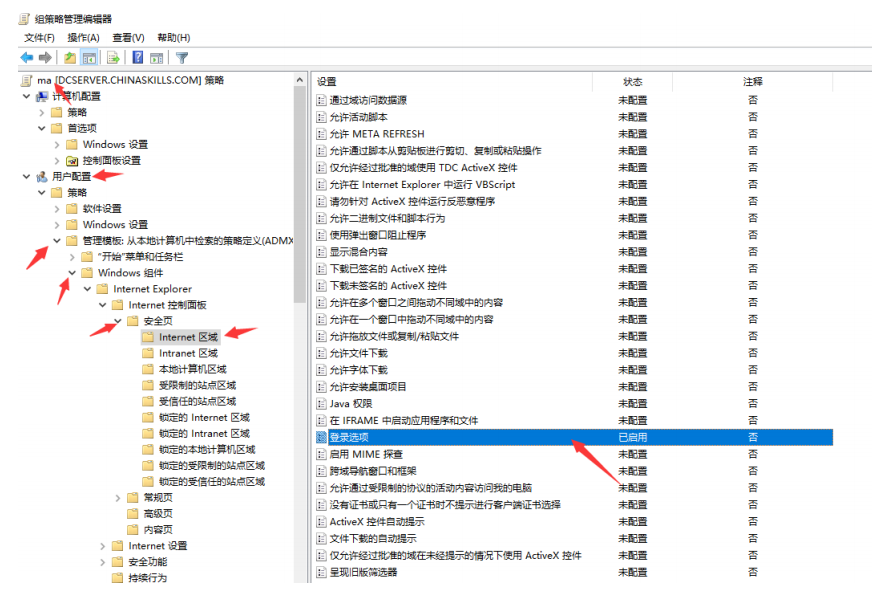 组策略管理编辑器
文件(F) 操作(A) 查看(V) 帮助(H)
ma [DCSERVER.CHINASKILLS.COM] 策略
计算机配置
策略
首选项
Windows 设置
控制面板设置
用户配置
策略
软件设置
Windows 设置
管理模板: 从本地计算机中检索的策略定义(ADMX
"开始"菜单和任务栏
Windows 组件
Internet Explorer
Internet 控制面板
安全页
Internet 区域
Intranet 区域
本地计算机区域
受限制的站点区域
受信任的站点区域
锁定的 Internet 区域
锁定的 Intranet 区域
锁定的本地计算机区域
锁定的受限制的站点区域
锁定的受信任的站点区域
常规页
高级页
内容页
Internet 设置
安全功能
持续行为
设置 状态 注释
通过域访问数据源 未配置 否
允许活动脚本 未配置 否
允许 META REFRESH 未配置 否
允许通过脚本从剪贴板进行剪切、复制或粘贴操作 未配置 否
仅允许经过批准的域使用 TDC ActiveX 控件 未配置 否
允许在 Internet Explorer 中运行 VBScript 未配置 否
请勿针对 ActiveX 控件运行反恶意程序 未配置 否
允许二进制文件和脚本行为 未配置 否
使用弹出窗口阻止程序 未配置 否
显示混合内容 未配置 否
下载已签名的 ActiveX 控件 未配置 否
下载未签名的 ActiveX 控件 未配置 否
允许在多个窗口之间拖动不同域中的内容 未配置 否
允许在一个窗口中拖动不同域中的内容 未配置 否
允许拖放文件或复制/粘贴文件 未配置 否
允许文件下载 未配置 否
允许字体下载 未配置 否
允许安装桌面项目 未配置 否
Java 权限 未配置 否
在 IFRAME 中启动应用程序和文件 未配置 否
登录选项 已启用 否
启用 MIME 探查 未配置 否
跨域导航窗口和框架 未配置 否
允许通过受限制的协议的活动内容访问我的电脑 未配置 否
没有证书或只有一个证书时不提示进行客户端证书选择 未配置 否
ActiveX 控件自动提示 未配置 否
文件下载的自动提示 未配置 否
仅允许经过批准的域在未经提示的情况下使用 ActiveX 控件 未配置 否
呈现旧版筛选器 未配置 否